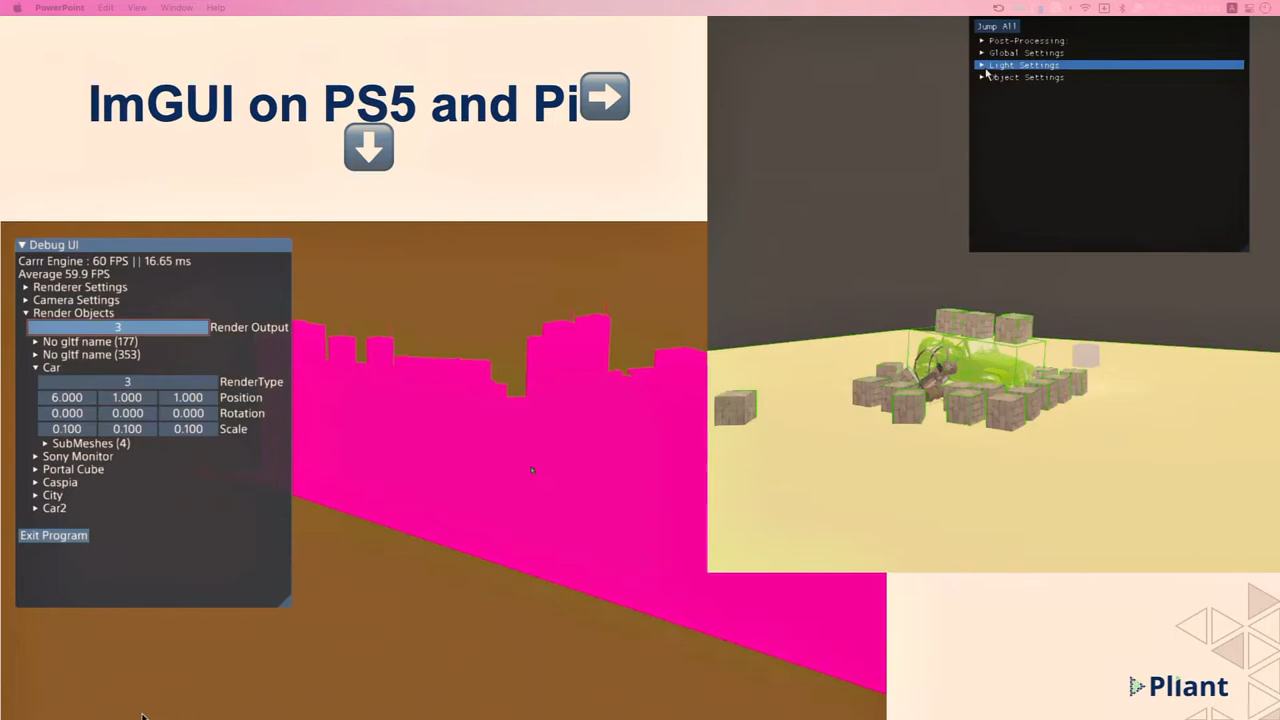 PowerPoint File Edit View Window Help
ImGUI on PS5 and Pi
Jump All
Post-Processing:
Global Settings
Light Settings
Object Settings
Debug UI
Carrr Engine : 60 FPS || 16.65 ms
Average 59.9 FPS
Renderer Settings
Camera Settings
Render Objects
3 Render Output
No gltf name (177)
No gltf name (353)
Car
3 RenderType
6.000 1.000 1.000 Position
0.000 0.000 0.000 Rotation
0.100 0.100 0.100 Scale
SubMeshes (4)
Sony Monitor
Portal Cube
Caspia
City
Car2
Exit Program
Pliant